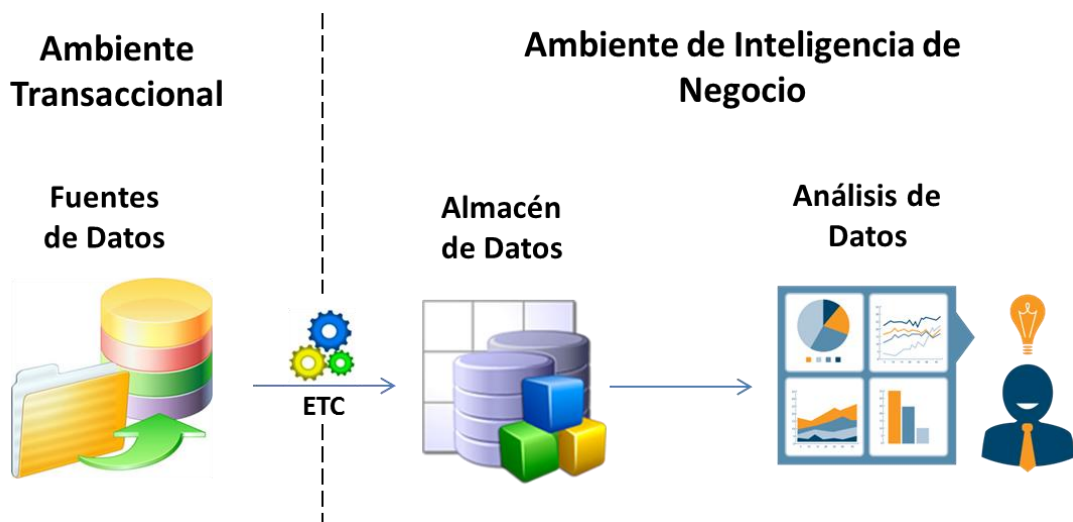 Ambiente
Transaccional
Ambiente de Inteligencia de
Negocio
Fuentes
de Datos
Almacén
de Datos
Análisis de
Datos
ETC